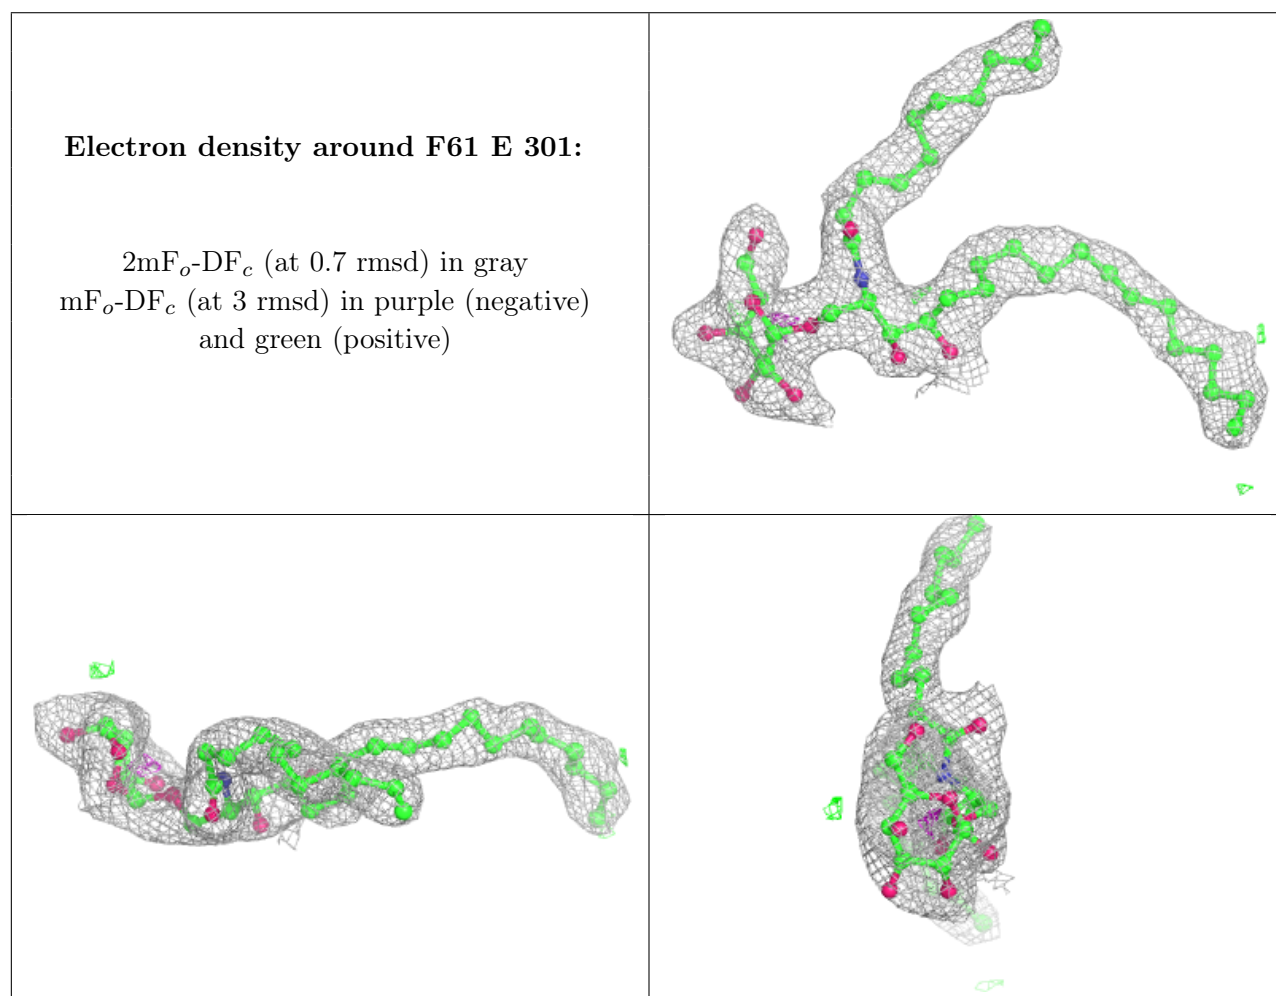 Electron density around F61 E 301:
2mFo-DFc (at 0.7 rmsd) in gray
mFo-DFc (at 3 rmsd) in purple (negative)
and green (positive)